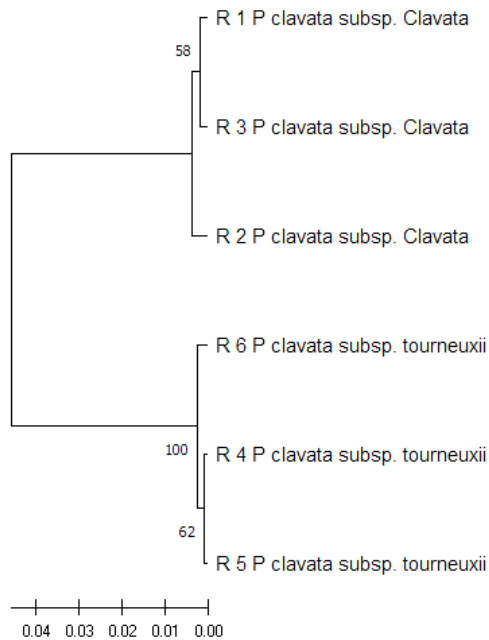 R 1 P clavata subsp. Clavata
58
R 3 P clavata subsp. Clavata
R 2 P clavata subsp. Clavata
R 6 P clavata subsp. tourneuxii
100
R 4 P clavata subsp. tourneuxii
62
R 5 P clavata subsp. tourneuxii
0.04 0.03 0.02 0.01 0.00